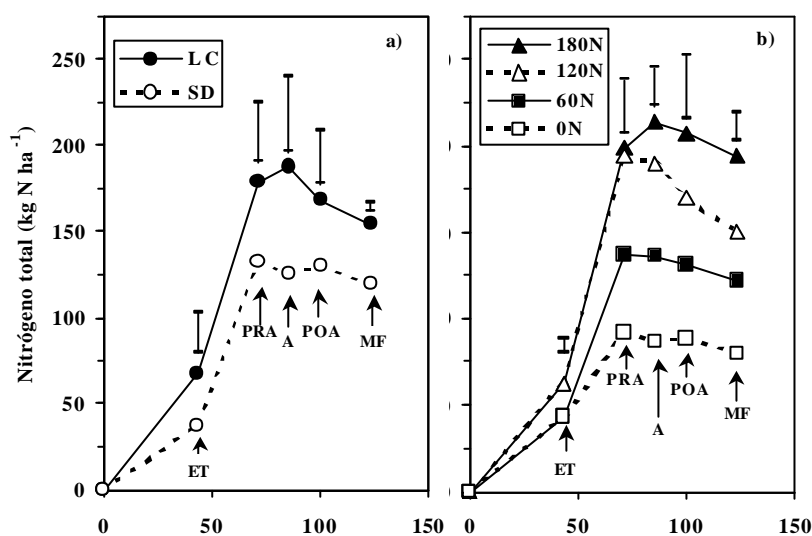 Nitrógeno total (kg N ha -1)
250
200
150
100
50
0
a)
LC
SD
PRA
A
POA
MF
ET
0
50
100
150
b)
180N
120N
60N
0N
PRA
A
POA
MF
ET
0
50
100
150